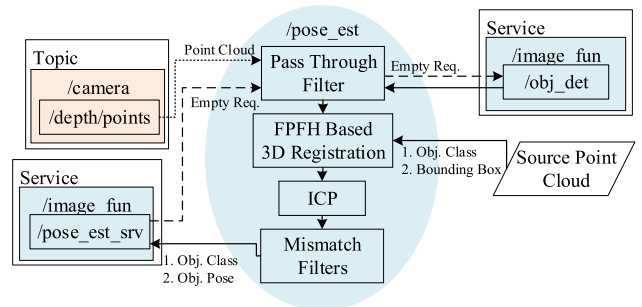 /pose_est
Topic
/camera
/depth/points
Point Cloud
Pass Through
Filter
Empty Req.
Service
/image_fun
/obj_det
Empty Req.
FPFH Based
3D Registration
1. Obj. Class
2. Bounding Box
Source Point
Cloud
Service
/image_fun
/pose_est_srv
ICP
Mismatch
Filters
1. Obj. Class
2. Obj. Pose